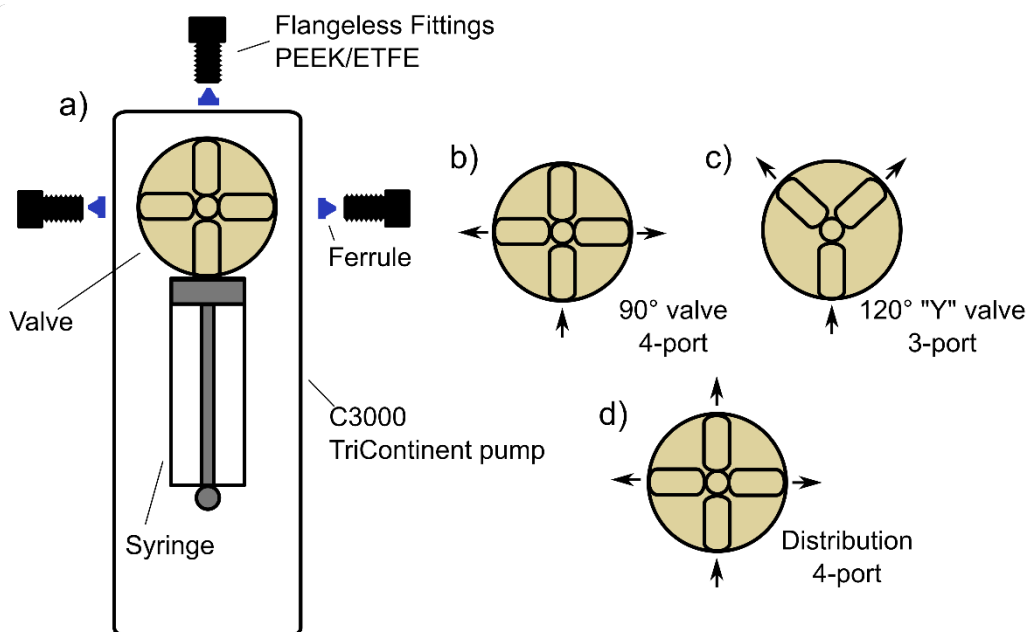 Flangeless Fittings
PEEK/ETFE
a)
Valve
Ferrule
C3000
TriContinent pump
Syringe
b)
90° valve
4-port
c)
120° "Y" valve
3-port
d)
Distribution
4-port